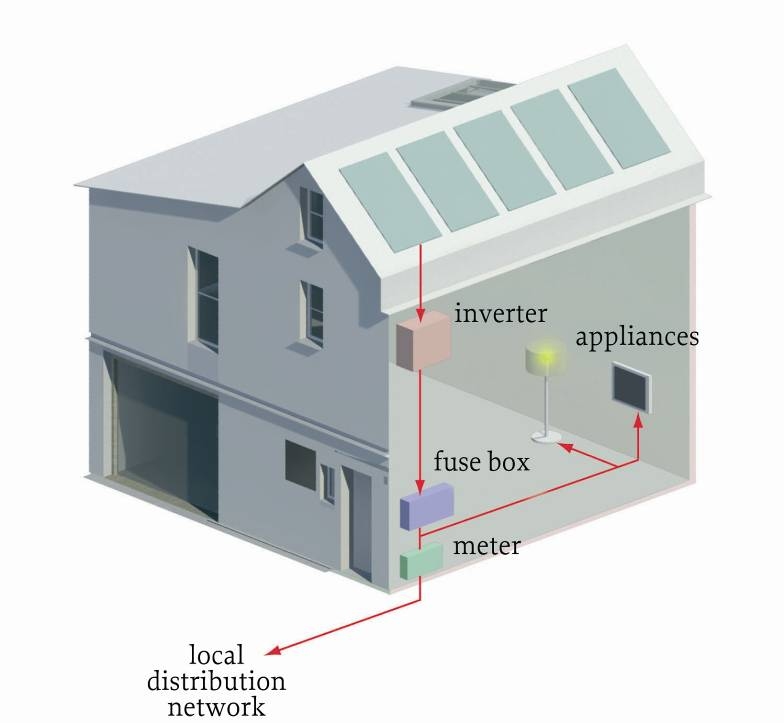 inverter
appliances
fuse box
meter
local
distribution
network